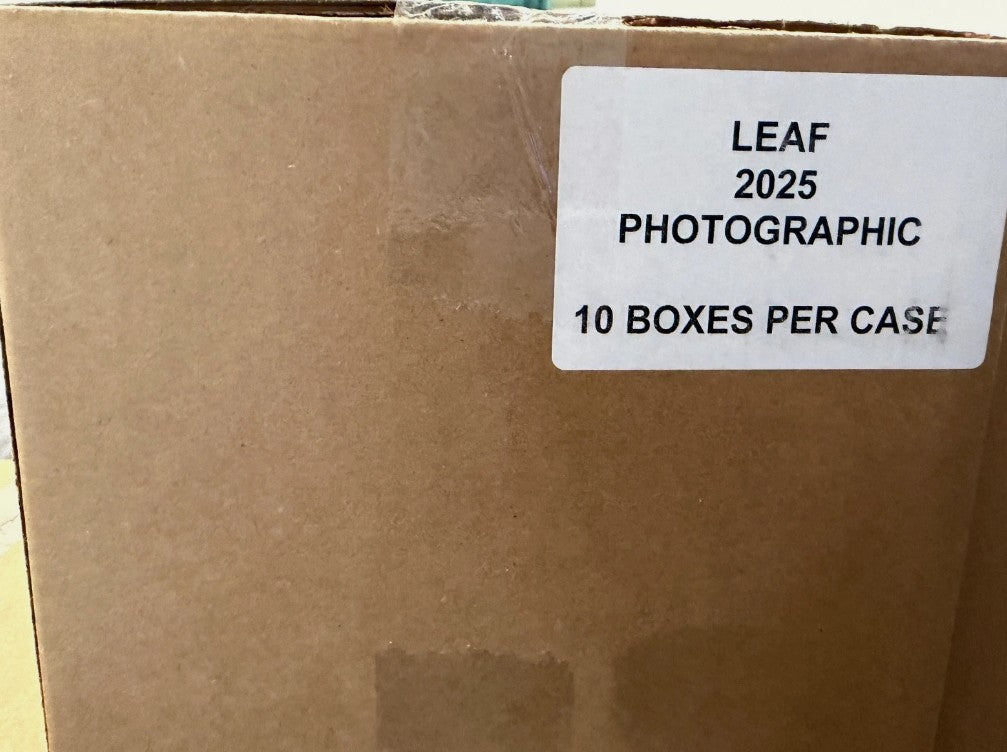 LEAF
2025
PHOTOGRAPHIC
10 BOXES PER CASE